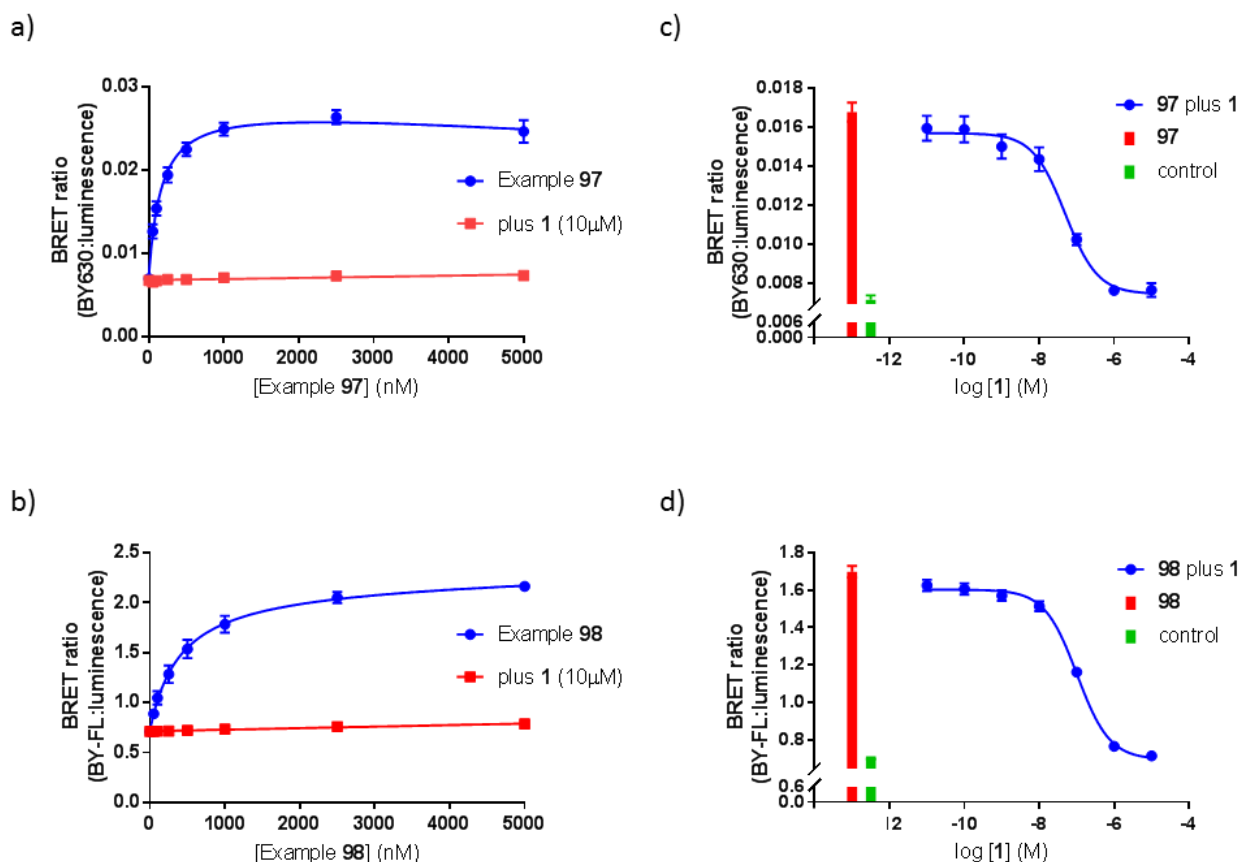 a)
BRET ratio
(BY630:luminescence)
0.03
0.02
0.01
0.00
0
1000
2000
3000
4000
5000
[Example 97] (nM)
Example 97
plus 1 (10μM)
c)
BRET ratio
(BY630:luminescence)
0.018
0.016
0.014
0.012
0.010
0.008
0.006
0.000
-12
-10
-8
-6
-4
log [1] (M)
97 plus 1
97
control
b)
BRET ratio
(BY-FL:luminescence)
2.5
2.0
1.5
1.0
0.5
0.0
0
1000
2000
3000
4000
5000
[Example 98] (nM)
Example 98
plus 1 (10μM)
d)
BRET ratio
(BY-FL:luminescence)
1.8
1.6
1.4
1.2
1.0
0.8
0.6
0.0
12
-10
-8
-6
-4
log [1] (M)
98 plus 1
98
control